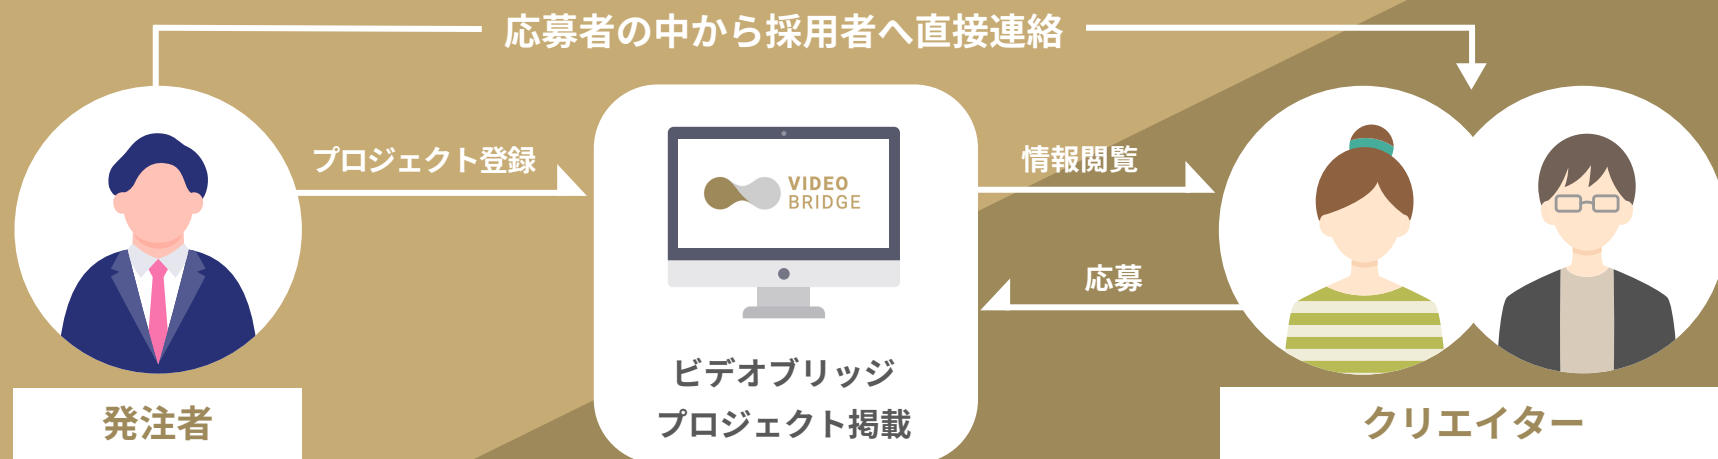 応募者の中から採用者へ直接連絡
プロジェクト登録
情報閲覧
VIDEO
BRIDGE
応募
ビデオブリッジ
プロジェクト掲載
発注者
クリエイター